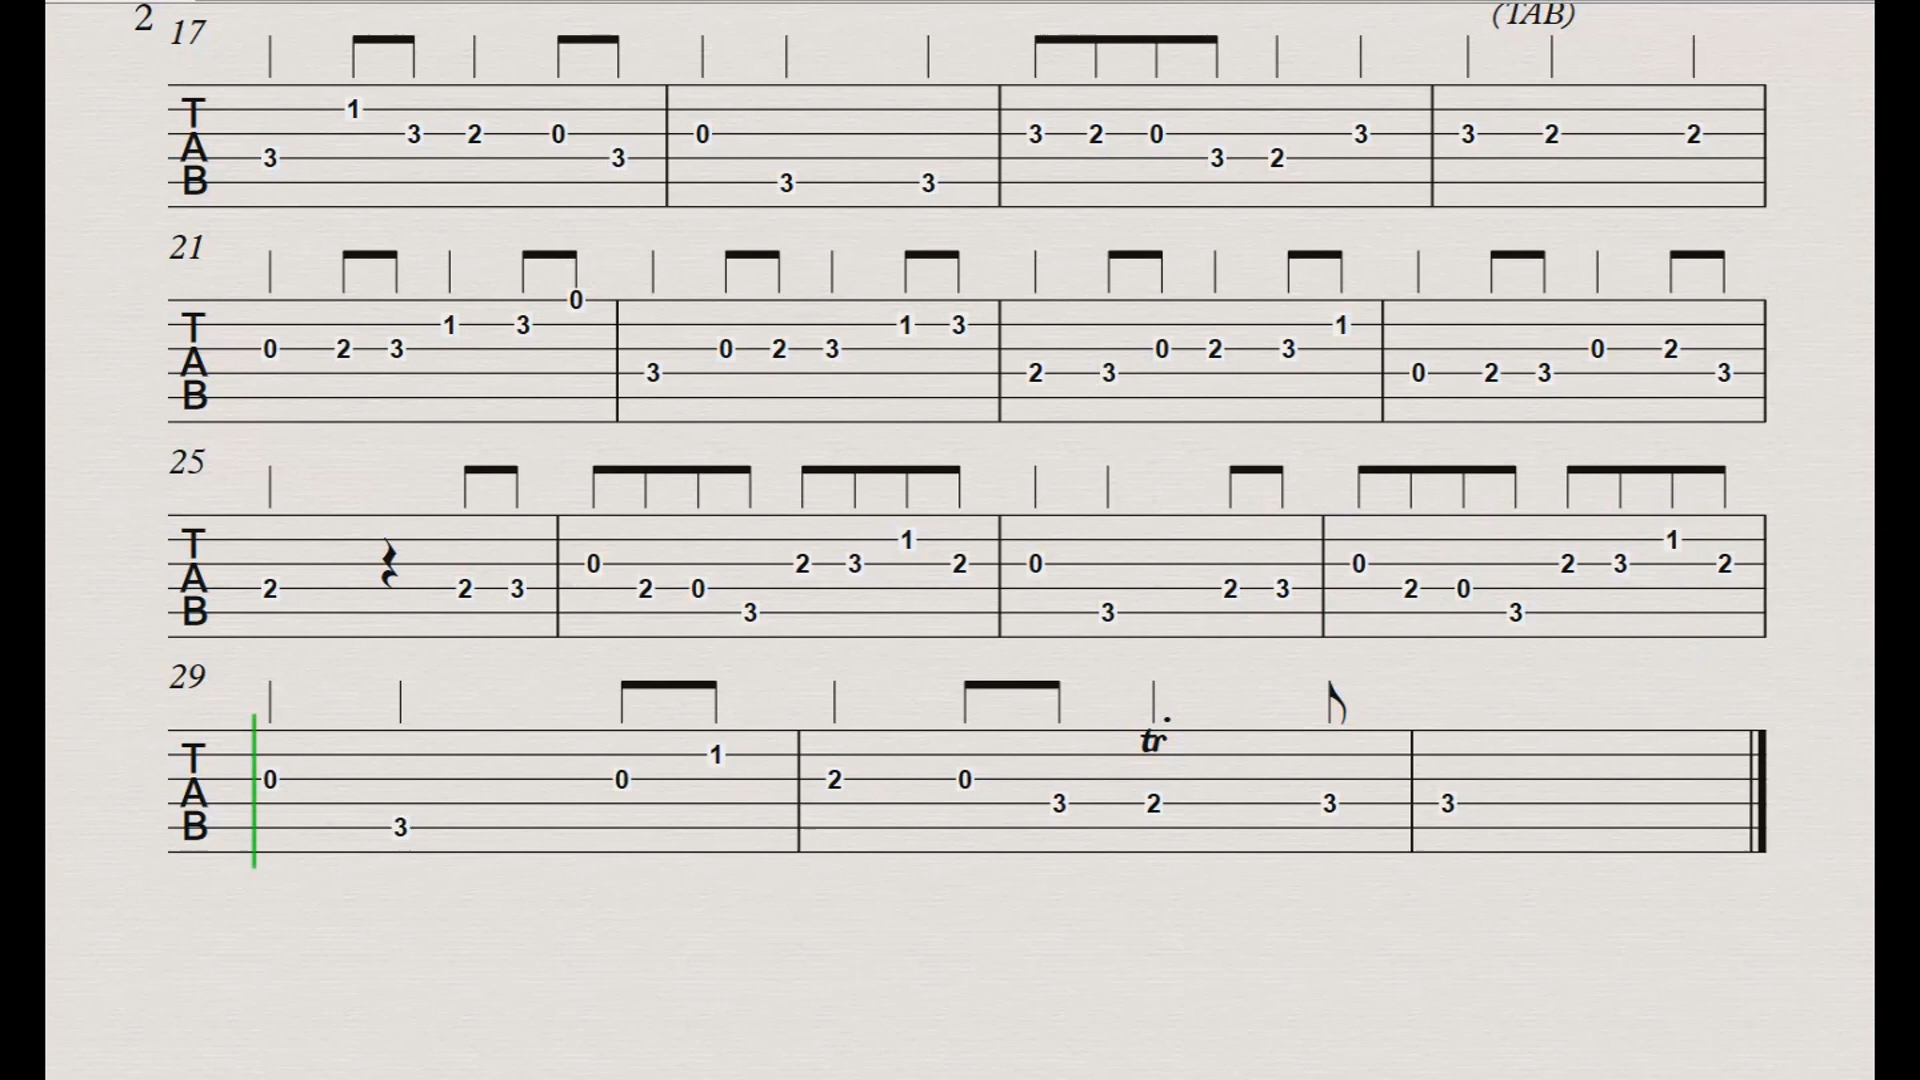 2 17 (TAB)
TAB 3 1 3 2 0 3 0 3 3 3 2 0 3 2 3 3 2 2
21
TAB 0 2 3 1 3 0 3 0 2 3 1 3 2 3 0 2 3 1 0 2 3 0 2 3
25
TAB 2 2 3 0 2 0 3 2 3 1 2 0 3 2 3 0 2 0 3 2 3 1 2
29
TAB 0 3 0 1 2 0 3 tr 2 3 3